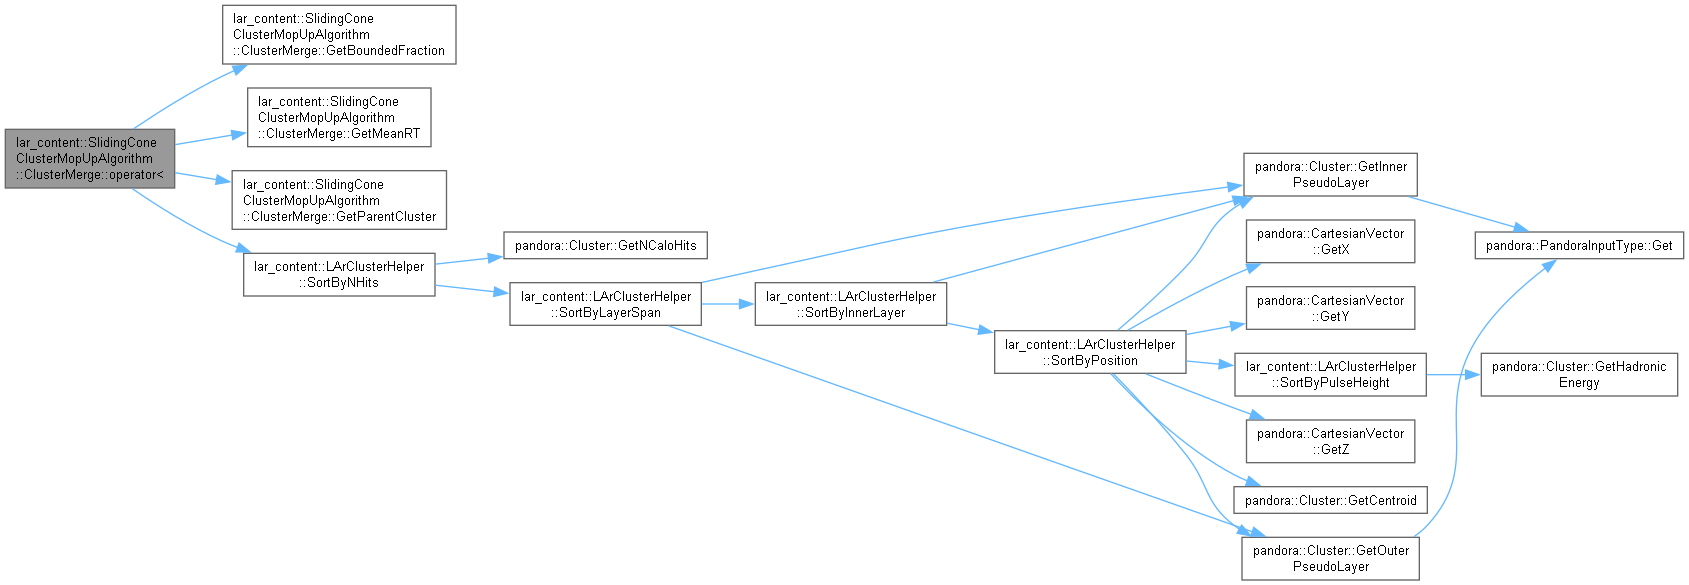 lar_content::SlidingCone
ClusterMopUpAlgorithm
::ClusterMerge::operator<
lar_content::SlidingCone
ClusterMopUpAlgorithm
::ClusterMerge::GetBoundedFraction
lar_content::SlidingCone
ClusterMopUpAlgorithm
::ClusterMerge::GetMeanRT
lar_content::SlidingCone
ClusterMopUpAlgorithm
::ClusterMerge::GetParentCluster
lar_content::LArClusterHelper
::SortByNHits
pandora::Cluster::GetNCaloHits
lar_content::LArClusterHelper
::SortByLayerSpan
lar_content::LArClusterHelper
::SortByInnerLayer
lar_content::LArClusterHelper
::SortByPosition
pandora::Cluster::GetInner
PseudoLayer
pandora::CartesianVector
::GetX
pandora::CartesianVector
::GetY
lar_content::LArClusterHelper
::SortByPulseHeight
pandora::CartesianVector
::GetZ
pandora::Cluster::GetCentroid
pandora::Cluster::GetOuter
PseudoLayer
pandora::PandoraInputType::Get
pandora::Cluster::GetHadronic
Energy